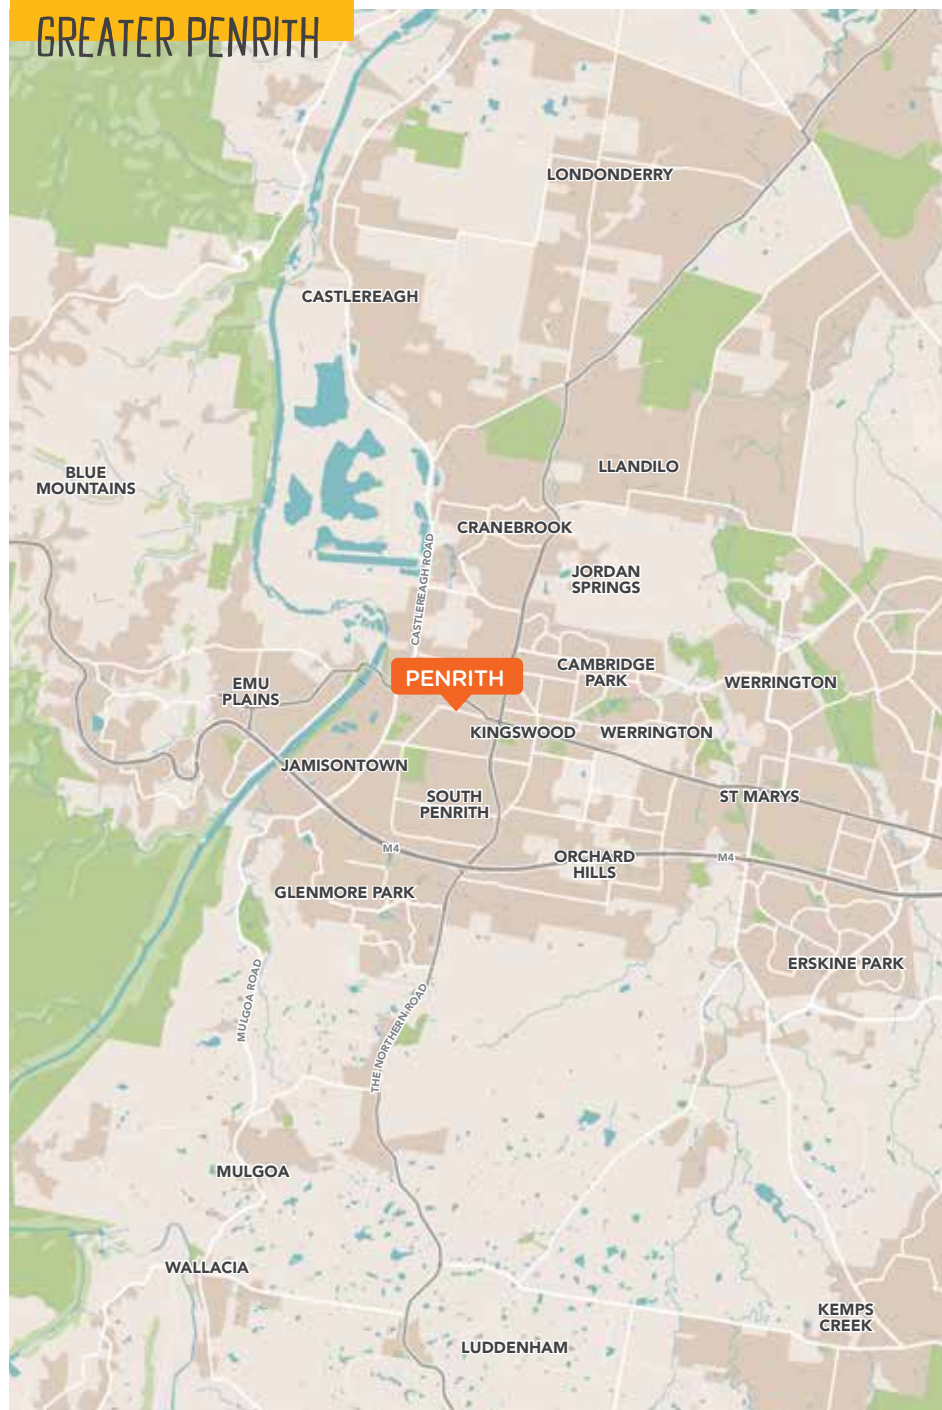 GREATER PENRITH
LONDONDERRY
CASTLEREAGH
BLUE
MOUNTAINS
LLANDILO
CRANEBROOK
CASTLEREAGH ROAD
JORDAN
SPRINGS
CAMBRIDGE
PARK
PENRITH
EMU
PLAINS
WERRINGTON
KINGSWOOD
WERRINGTON
JAMISONTOWN
SOUTH
PENRITH
ST MARYS
M4
ORCHARD
HILLS
M4
GLENMORE PARK
ERSKINE PARK
MULGOA ROAD
THE NORTHERN ROAD
MULGOA
WALLACIA
KEMPS
CREEK
LUDDENHAM